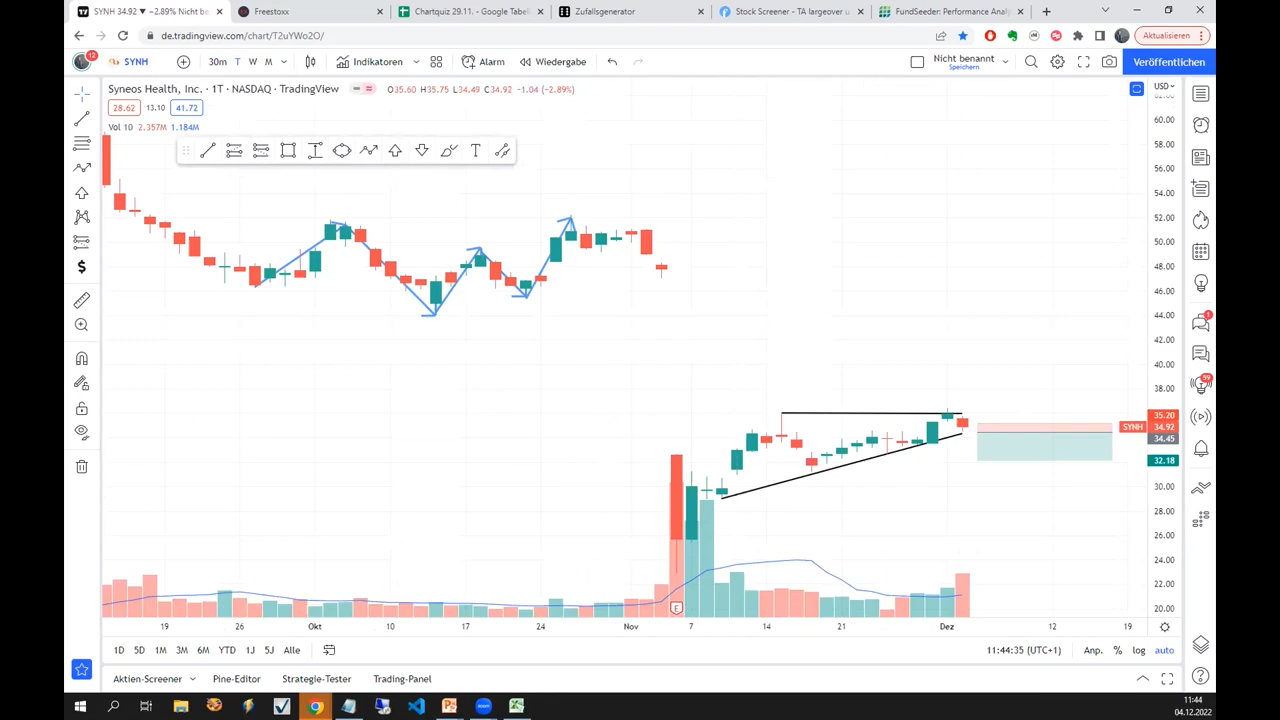 SYNH 34.92 ▼ −2.89% Nicht be
Freestoxx
Chartquiz 29.11. - Google Tabell
Zufallsgenerator
Stock Screener - TA largeover u
FundSeeder: Performance Analy
de.tradingview.com/chart/T2uYWo2O/
Aktualisieren
12
SYNH
30m T W M
Indikatoren
Alarm
Wiedergabe
Nicht benannt
Speichern
Veröffentlichen
Syneos Health, Inc. · 1T · NASDAQ · TradingView
O35.60 H35.75 L34.49 C34.92 −1.04 (−2.89%)
28.62 13.10 41.72
Vol 10 2.357M 1.184M
USD
62.00
60.00
58.00
56.00
54.00
52.00
50.00
48.00
46.00
44.00
42.00
40.00
38.00
35.20
SYNH 34.92
34.45
32.18
30.00
28.00
26.00
24.00
22.00
20.00
1
59
E
19 26 Okt 10 17 24 Nov 7 14 21 Dez 12 19
1D 5D 1M 3M 6M YTD 1J 5J Alle
11:44:35 (UTC+1)
Anp. % log auto
Aktien-Screener
Pine-Editor
Strategie-Tester
Trading-Panel
11:44
04.12.2022